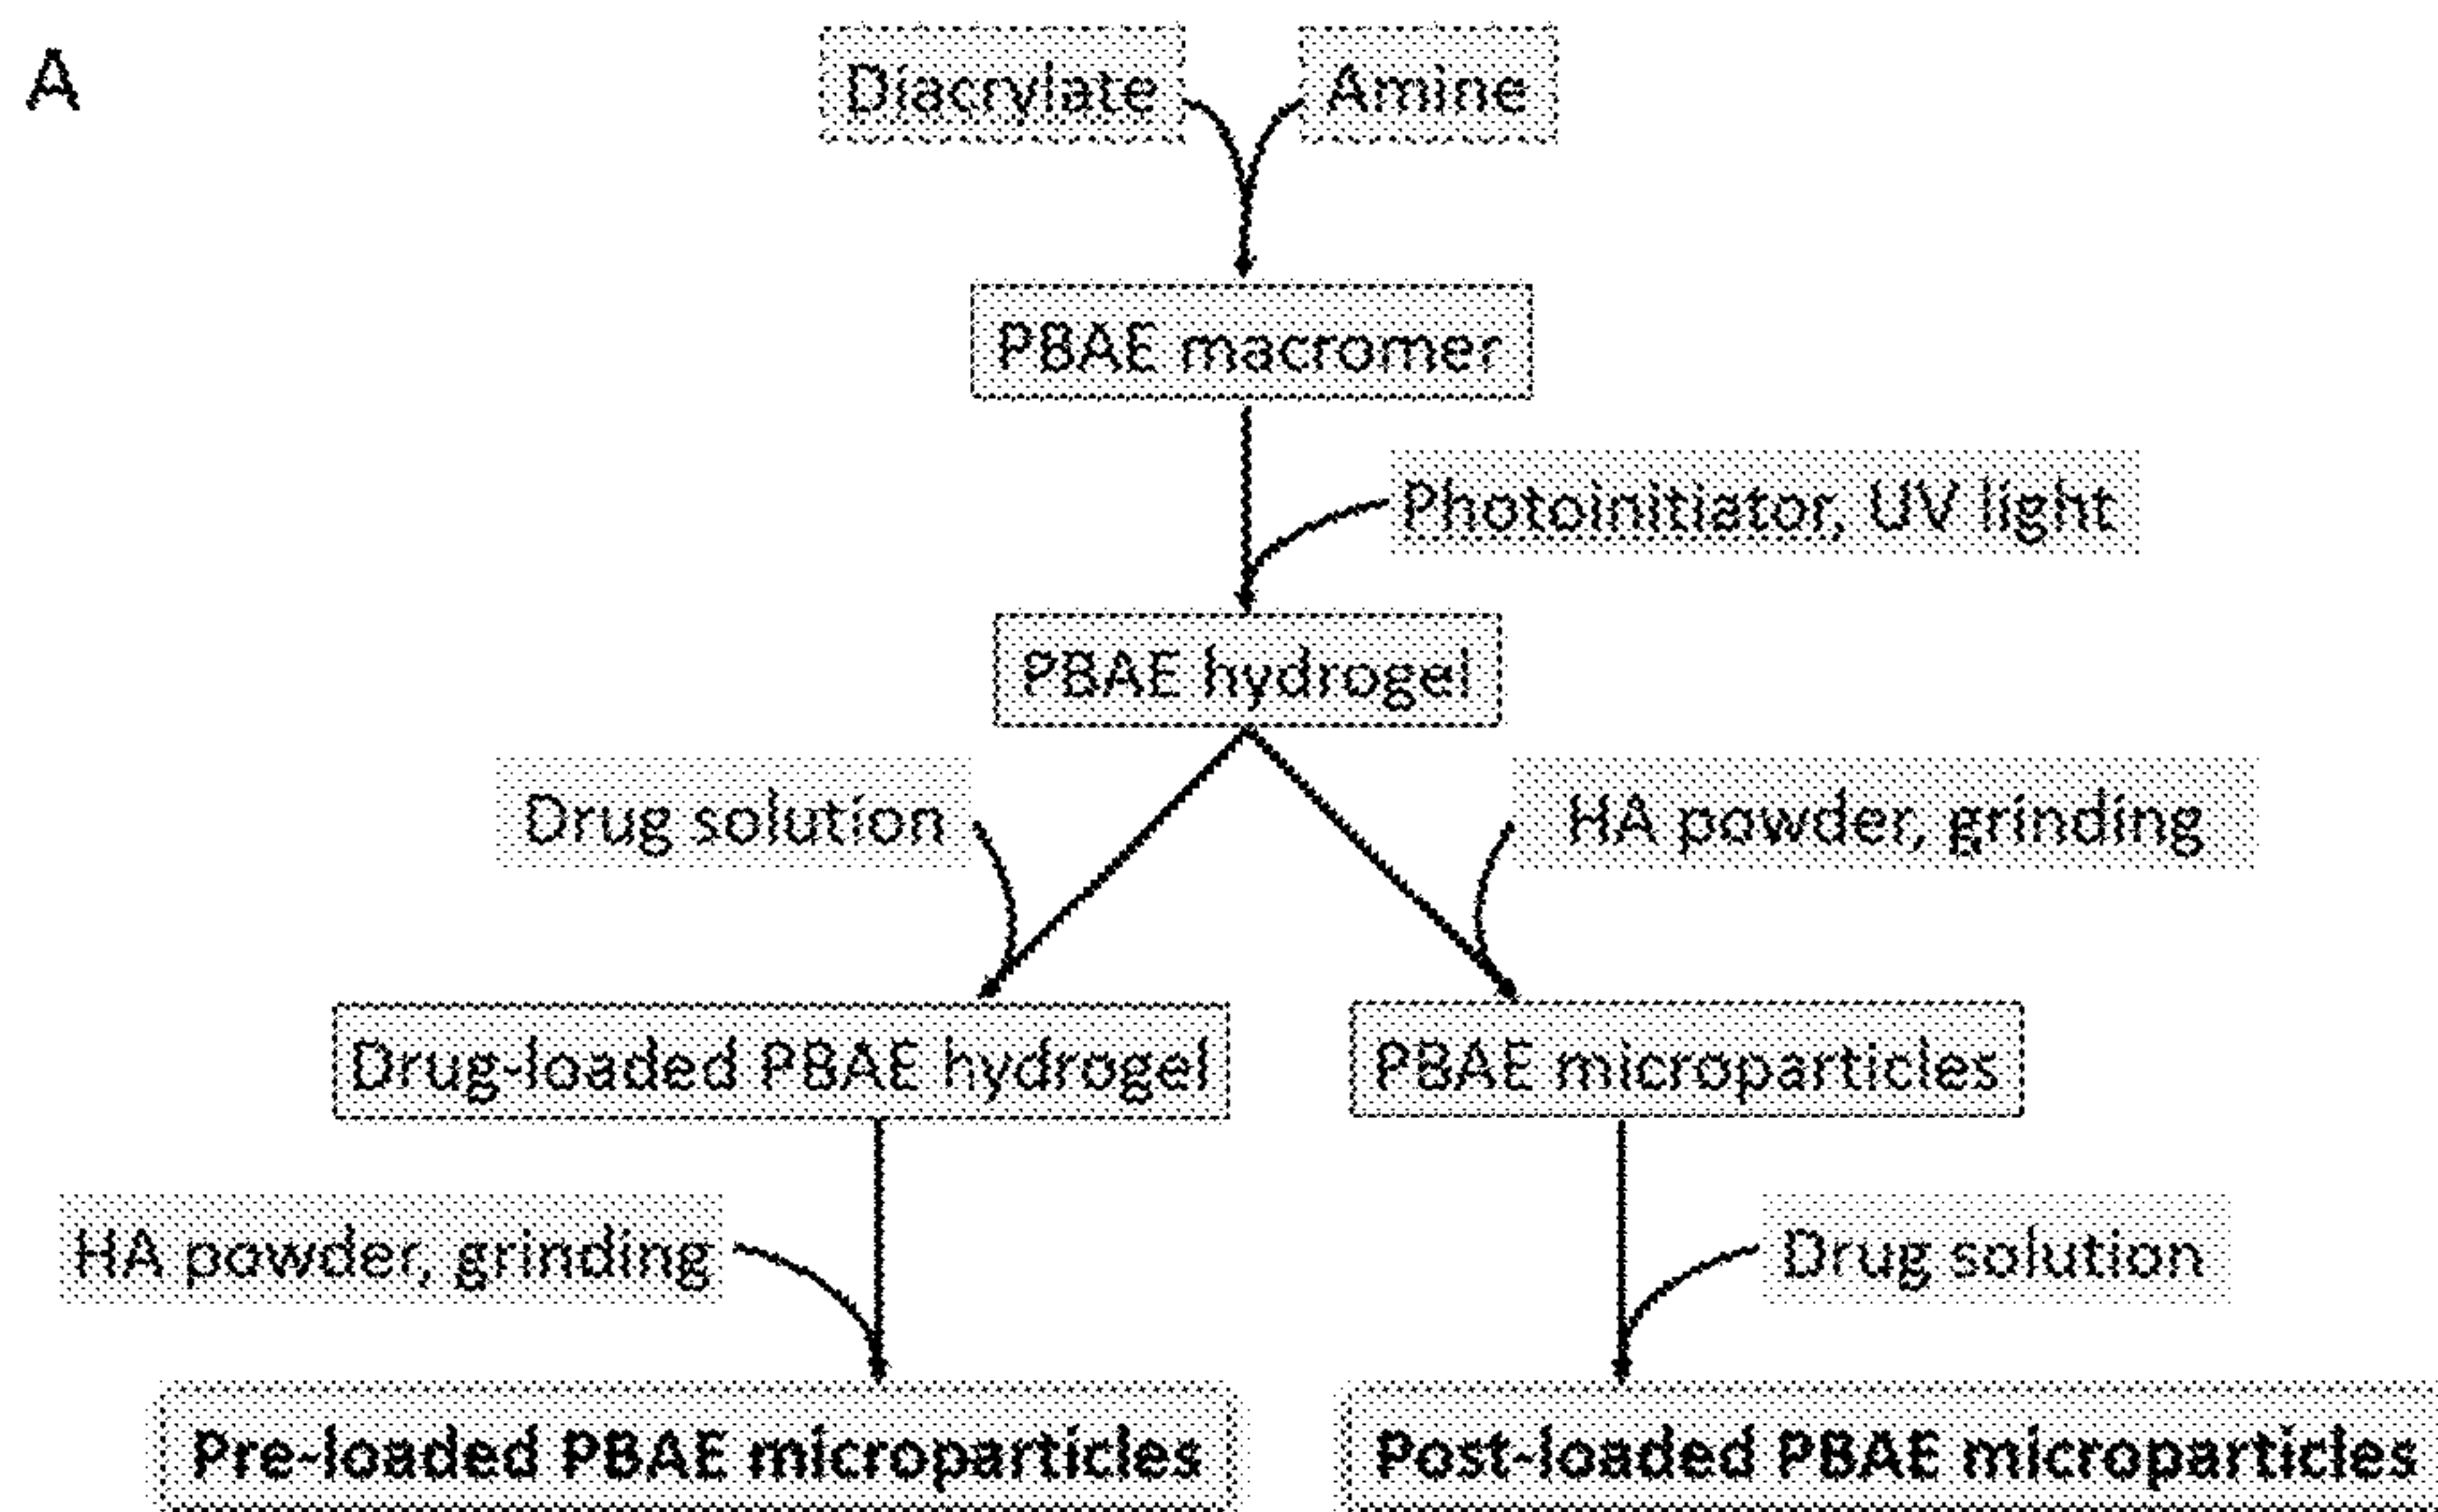 A
Diacrylate
Amine
PBAE macromer
Photoinitiator, UV light
PBAE hydrogel
Drug solution
HA powder, grinding
Drug-loaded PBAE hydrogel
PBAE microparticles
HA powder, grinding
Drug solution
Pre-loaded PBAE microparticles
Post-loaded PBAE microparticles